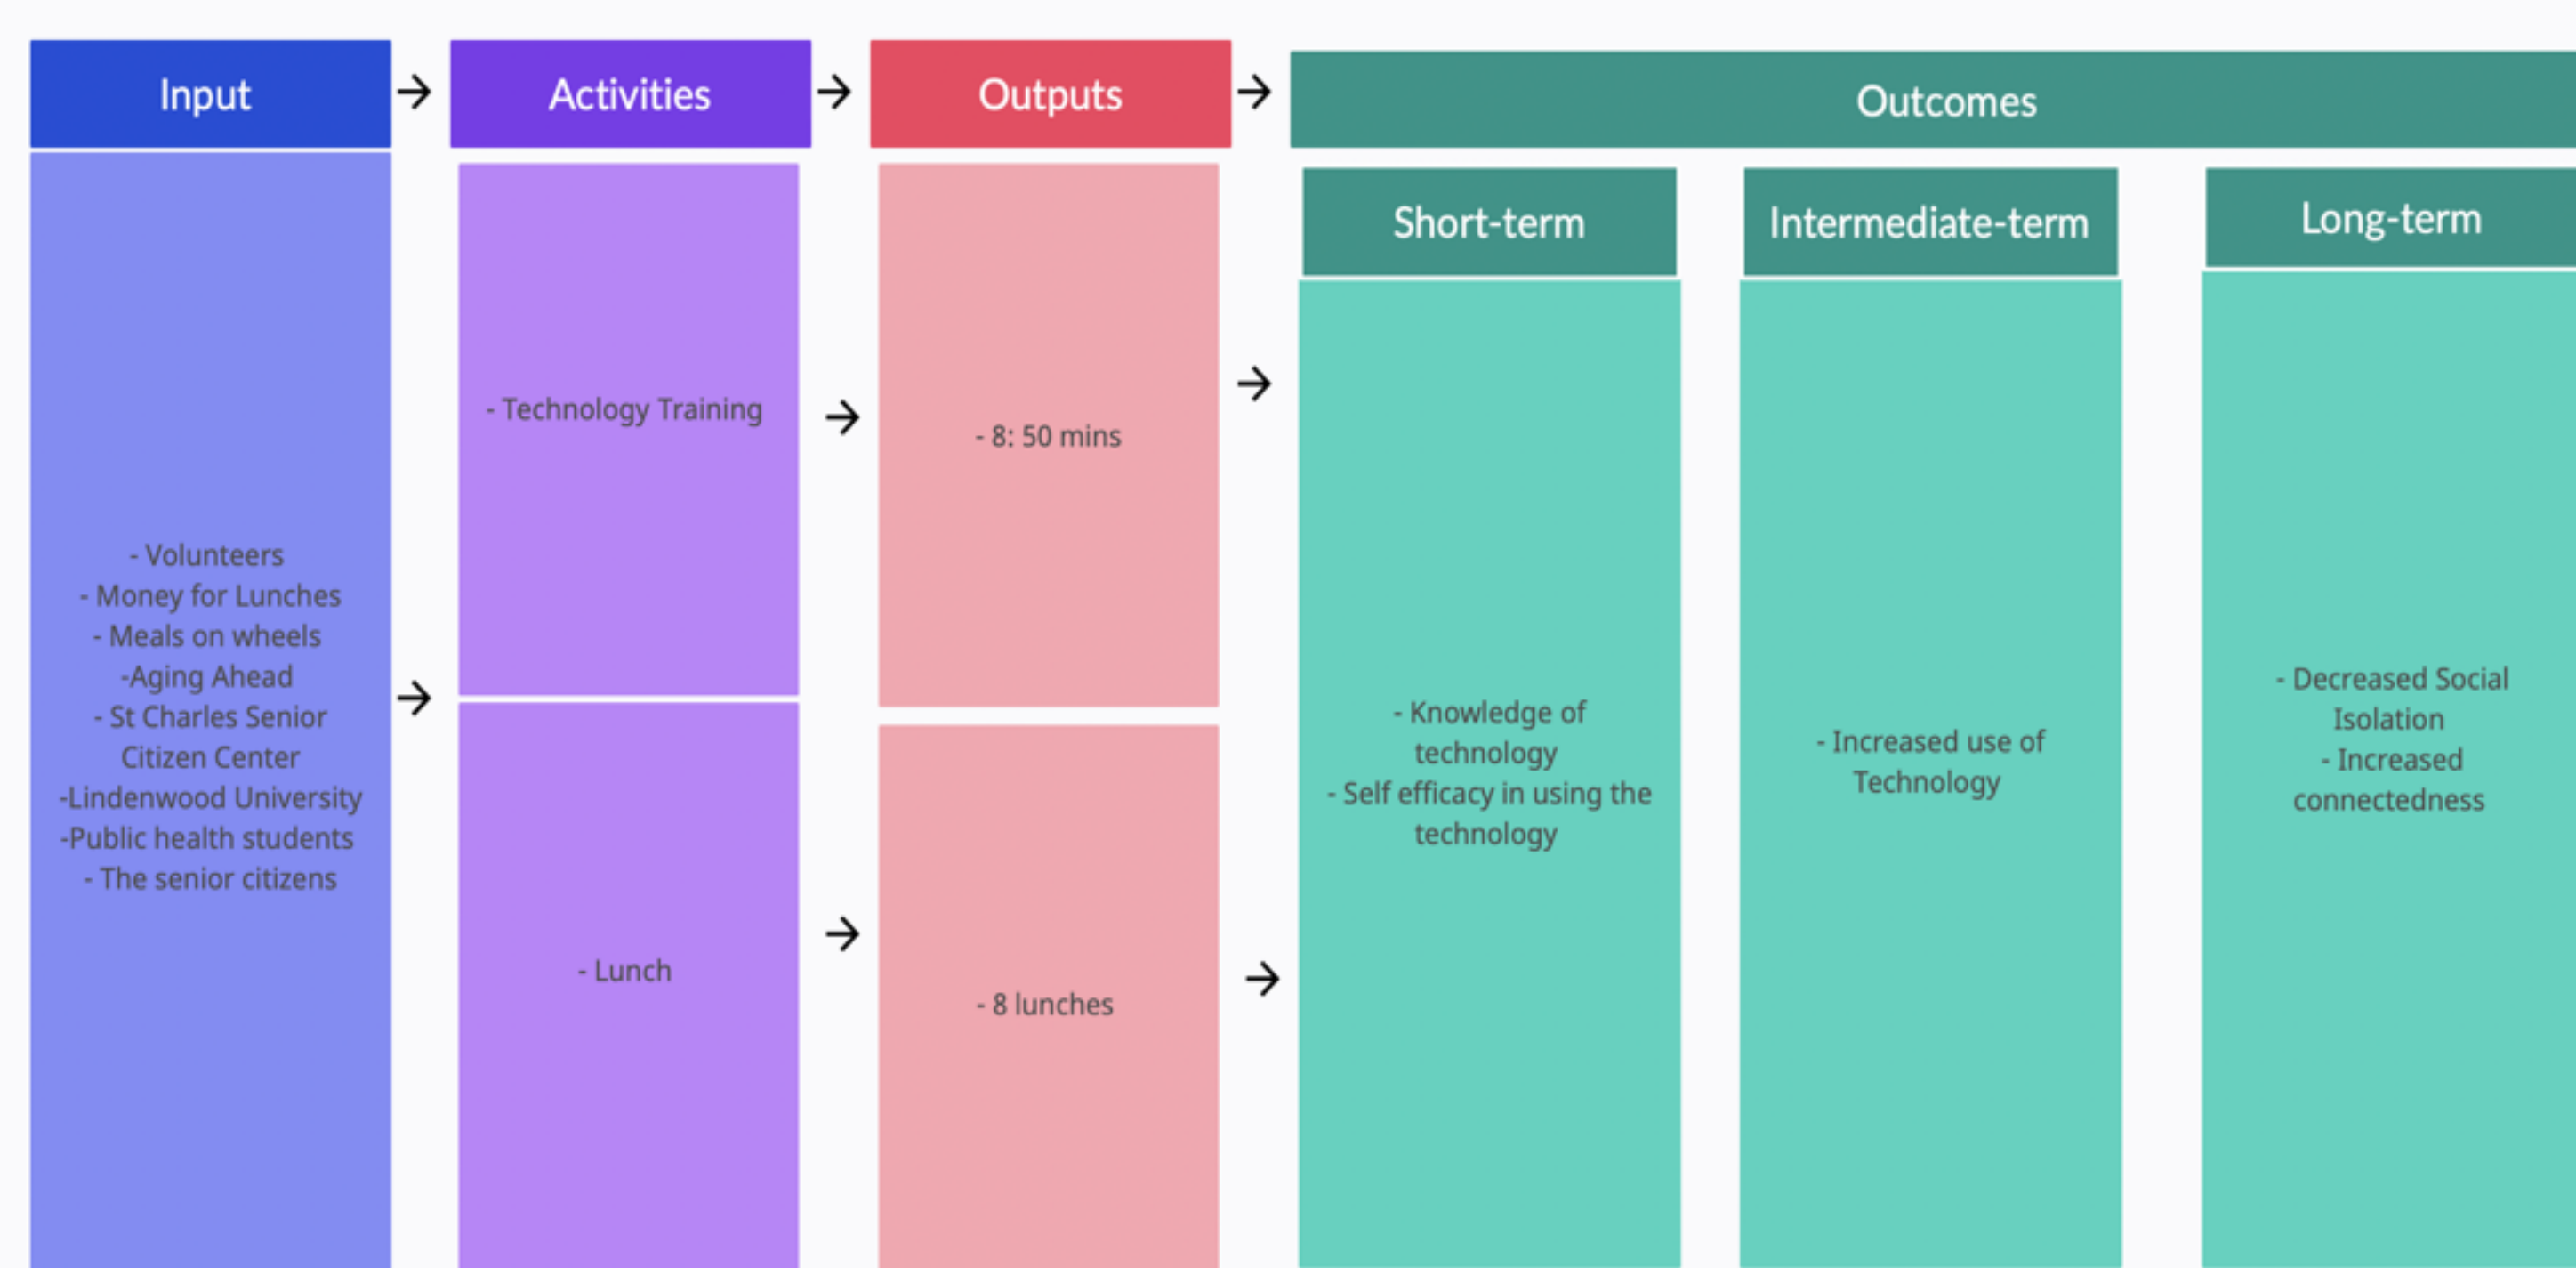 Input
Activities
Outputs
Outcomes
Short-term
Intermediate-term
Long-term
- Volunteers
- Money for Lunches
- Meals on wheels
-Aging Ahead
- St Charles Senior
Citizen Center
-Lindenwood University
-Public health students
- The senior citizens
- Technology Training
- Lunch
- 8: 50 mins
- 8 lunches
- Knowledge of
technology
- Self efficacy in using the
technology
- Increased use of
Technology
- Decreased Social
Isolation
- Increased
connectedness